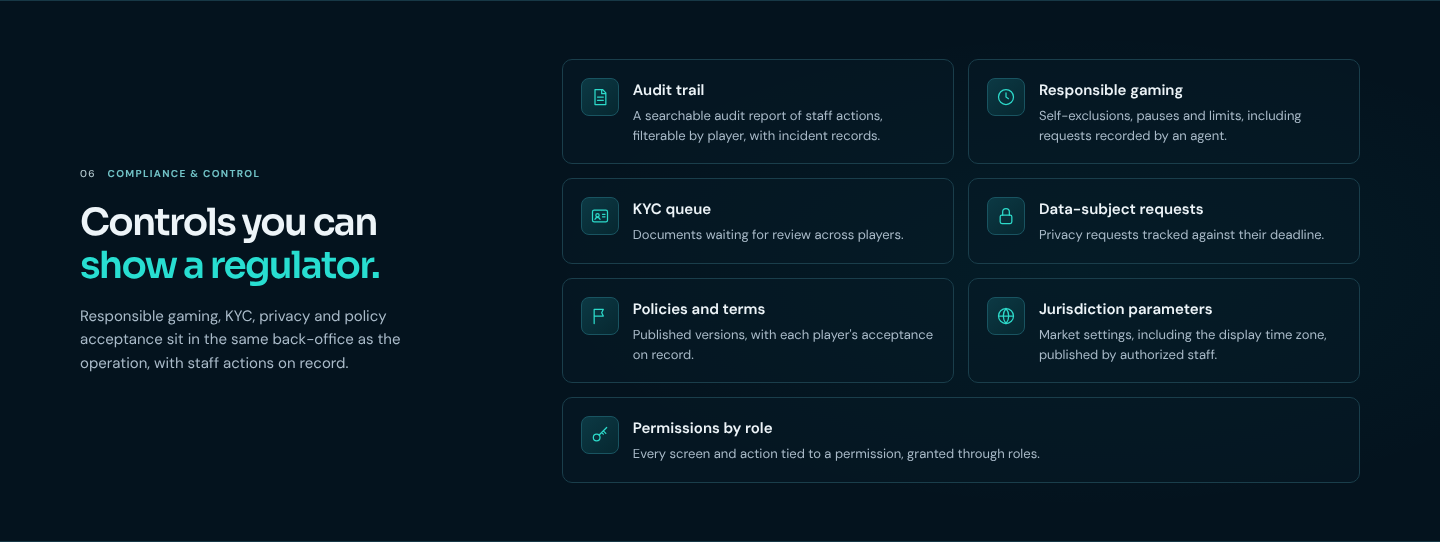 06 COMPLIANCE & CONTROL
Controls you can
show a regulator.
Responsible gaming, KYC, privacy and policy
acceptance sit in the same back-office as the
operation, with staff actions on record.
Audit trail
A searchable audit report of staff actions,
filterable by player, with incident records.
Responsible gaming
Self-exclusions, pauses and limits, including
requests recorded by an agent.
KYC queue
Documents waiting for review across players.
Data-subject requests
Privacy requests tracked against their deadline.
Policies and terms
Published versions, with each player's acceptance
on record.
Jurisdiction parameters
Market settings, including the display time zone,
published by authorized staff.
Permissions by role
Every screen and action tied to a permission, granted through roles.